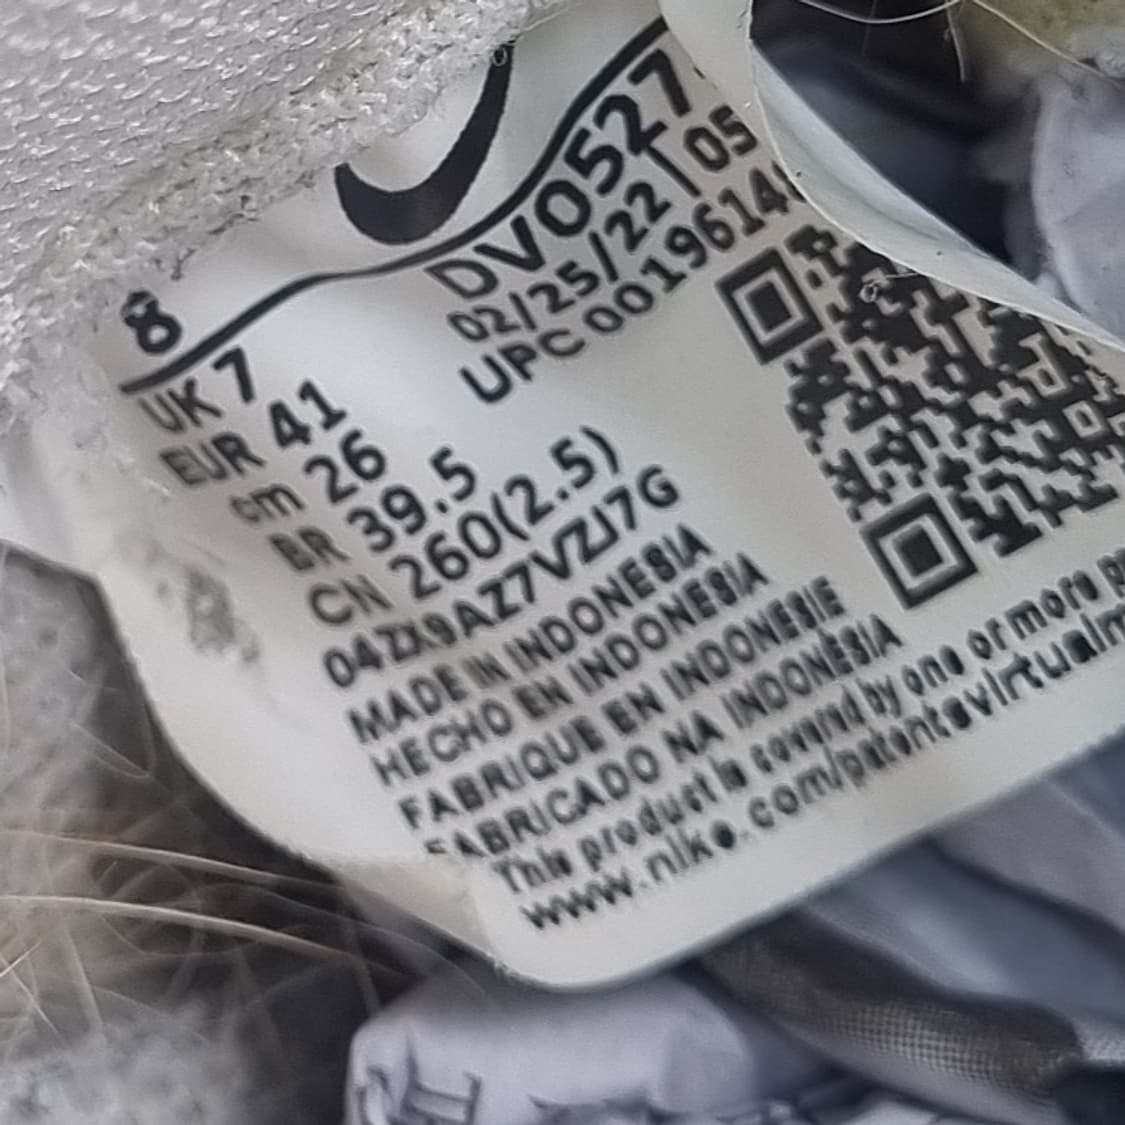 8
UK 7
EUR 41
cm 26
BR 39.5
CN 260(2.5)
04ZX9AZ7VZJ7G
DV0527
02/25/22 | 05
UPC 0019614
MADE IN INDONESIA
HECHO EN INDONESIA
FABRIQUE EN INDONESIE
FABRICADO NA INDONÉSIA
This product is covered by one or more
www.nike.com/patentsvirtual